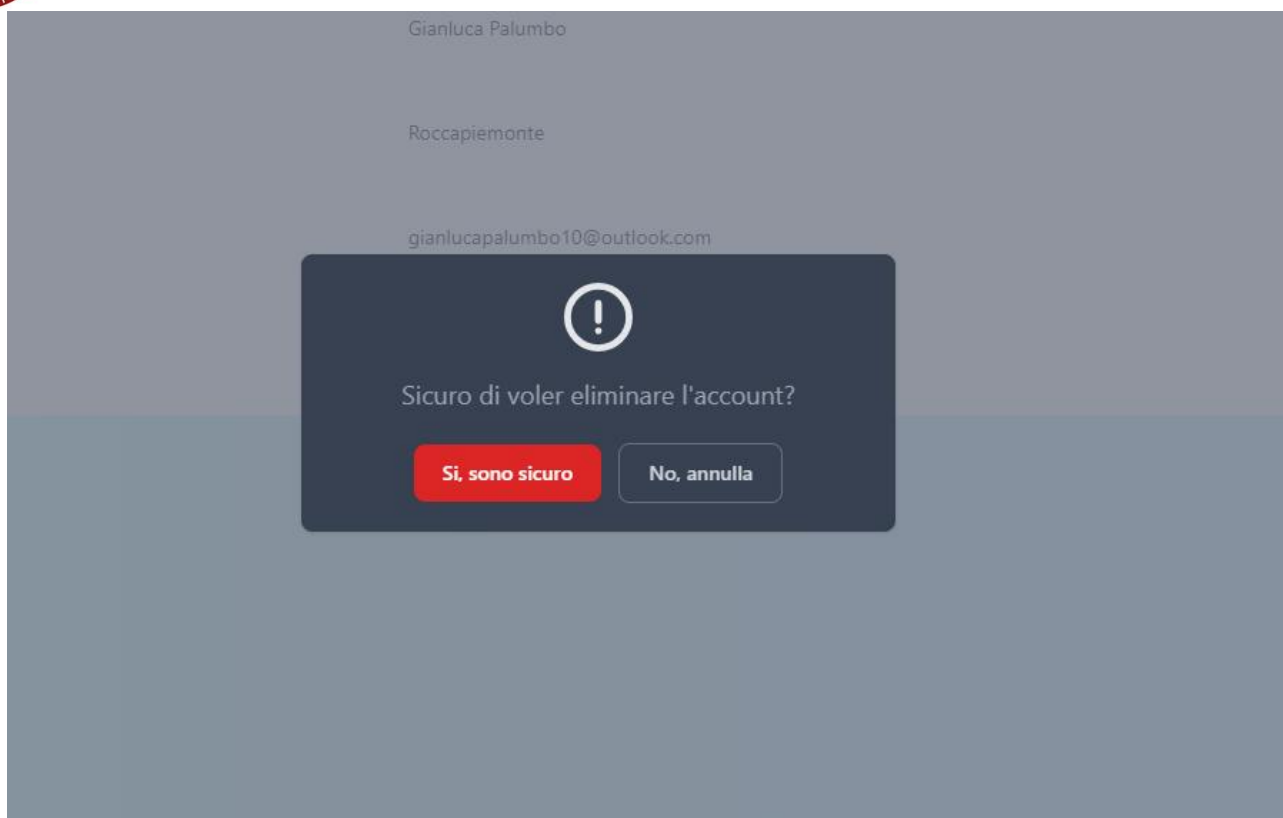 Gianluca Palumbo
Roccapiemonte
gianlucapalumbo10@outlook.com
Sicuro di voler eliminare l'account?
Si, sono sicuro
No, annulla